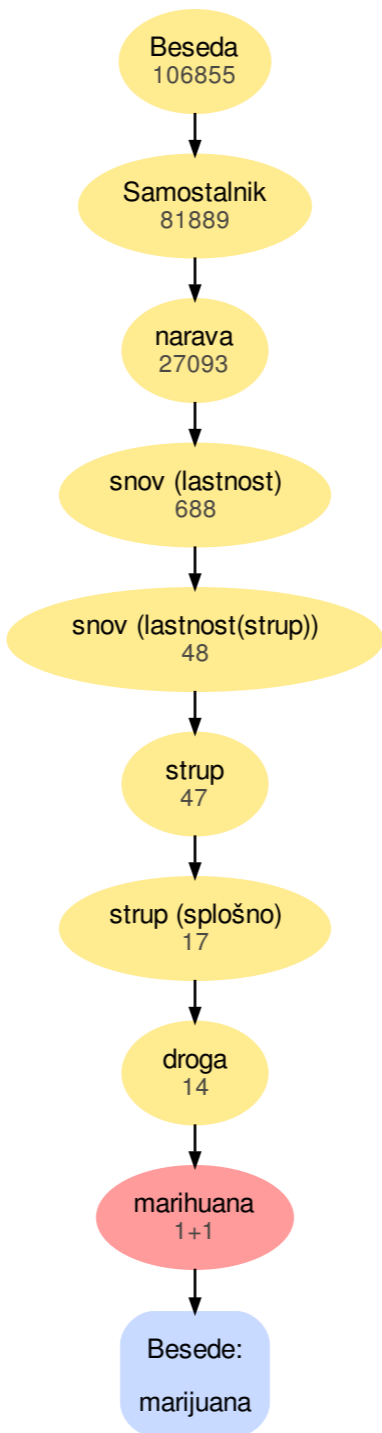 Beseda
106855
Samostalnik
81889
narava
27093
snov (lastnost)
688
snov (lastnost(strup))
48
strup
47
strup (splošno)
17
droga
14
marihuana
1+1
Besede:
marijuana